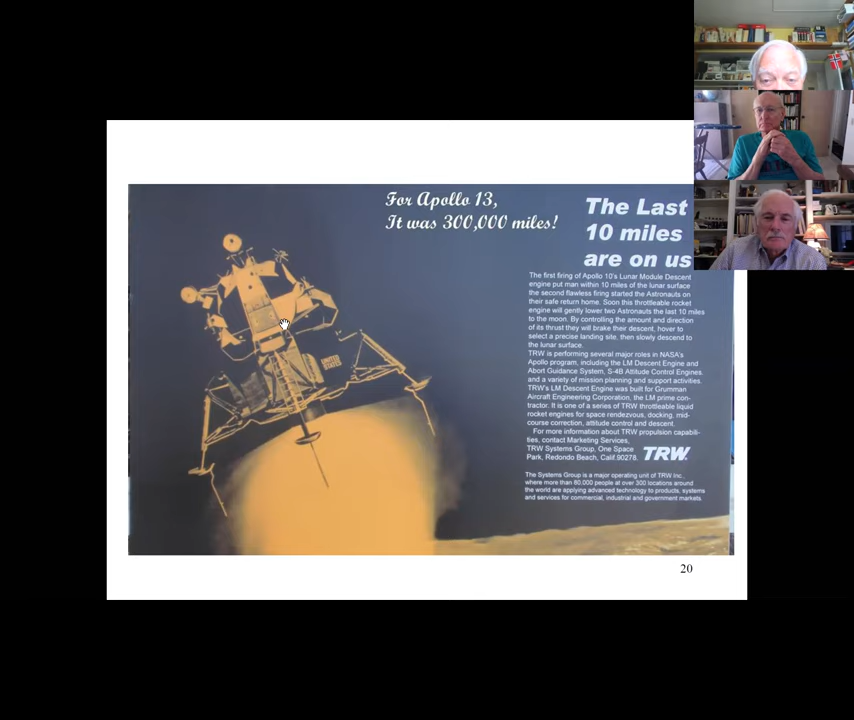 For Apollo 13,
It was 300,000 miles!
The Last
10 miles
are on us
The first firing of Apollo 10's Lunar Module Descent
engine put man within 10 miles of the lunar surface
the second flawless firing started the Astronauts on
their safe return home. Soon this throttleable rocket
engine will gently lower two Astronauts the last 10 miles
to the moon. By controlling the amount and direction
of its thrust they will brake their descent, hover to
select a precise landing site, then slowly descend to
the lunar surface.
TRW is performing several major roles in NASA's
Apollo program, including the LM Descent Engine and
Abort Guidance System, S-4B Attitude Control Engines,
and a variety of mission planning and support activities.
TRW's LM Descent Engine was built for Grumman
Aircraft Engineering Corporation, the LM prime con-
tractor. It is one of a series of TRW throttleable liquid
rocket engines for space rendezvous, docking, mid-
course correction, attitude control and descent.
For more information about TRW propulsion capabili-
ties, contact Marketing Services,
TRW Systems Group, One Space
Park, Redondo Beach, Calif.90278.
TRW
The Systems Group is a major operating unit of TRW Inc.,
where more than 80,000 people at over 300 locations around
the world are applying advanced technology to products, systems
and services for commercial, industrial and government markets
UNITED
STATES
20